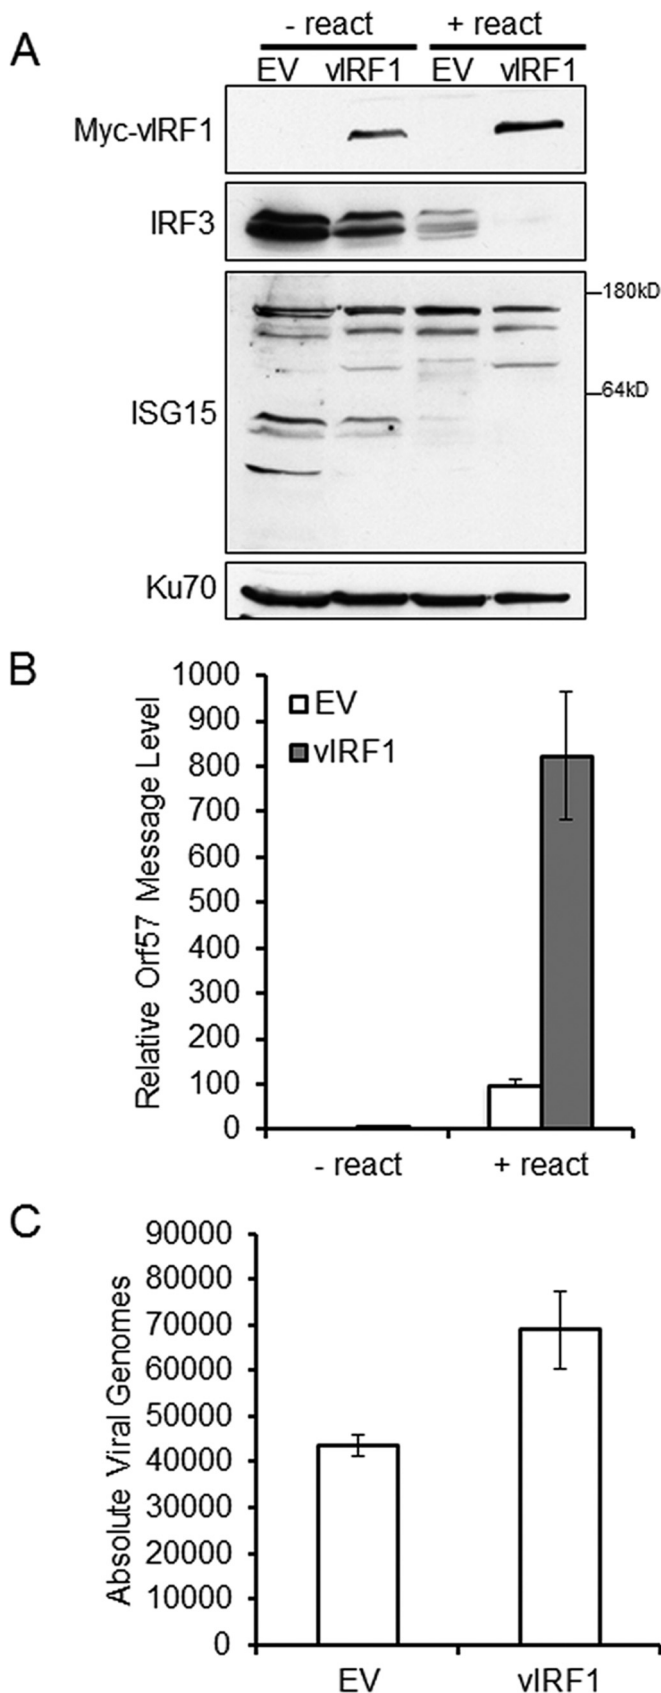 A
- react + react
EV vIRF1 EV vIRF1
Myc-vIRF1
IRF3
180kD
ISG15
64kD
Ku70
B
Relative Orf57 Message Level
1000
900
800
700
600
500
400
300
200
100
0
EV
vIRF1
- react + react
C
Absolute Viral Genomes
90000
80000
70000
60000
50000
40000
30000
20000
10000
0
EV vIRF1